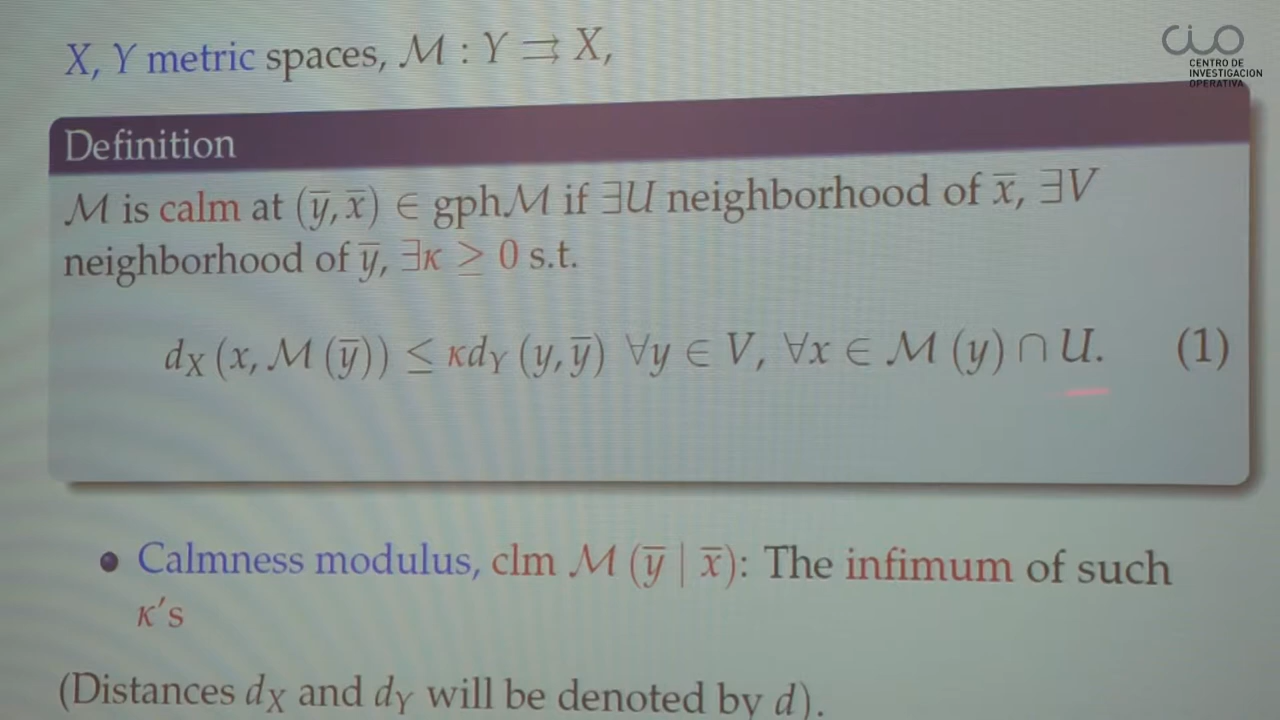 X, Y metric spaces, ℳ : Y ⇉ X,
CIO
CENTRO DE
INVESTIGACION
OPERATIVA
Definition
ℳ is calm at (y̅, x̅) ∈ gphℳ if ∃U neighborhood of x̅, ∃V
neighborhood of y̅, ∃κ ≥ 0 s.t.
d_X (x, ℳ (y̅)) ≤ κd_Y (y, y̅) ∀y ∈ V, ∀x ∈ ℳ (y) ∩ U. (1)
• Calmness modulus, clm ℳ (y̅ | x̅): The infimum of such
κ′s
(Distances d_X and d_Y will be denoted by d).